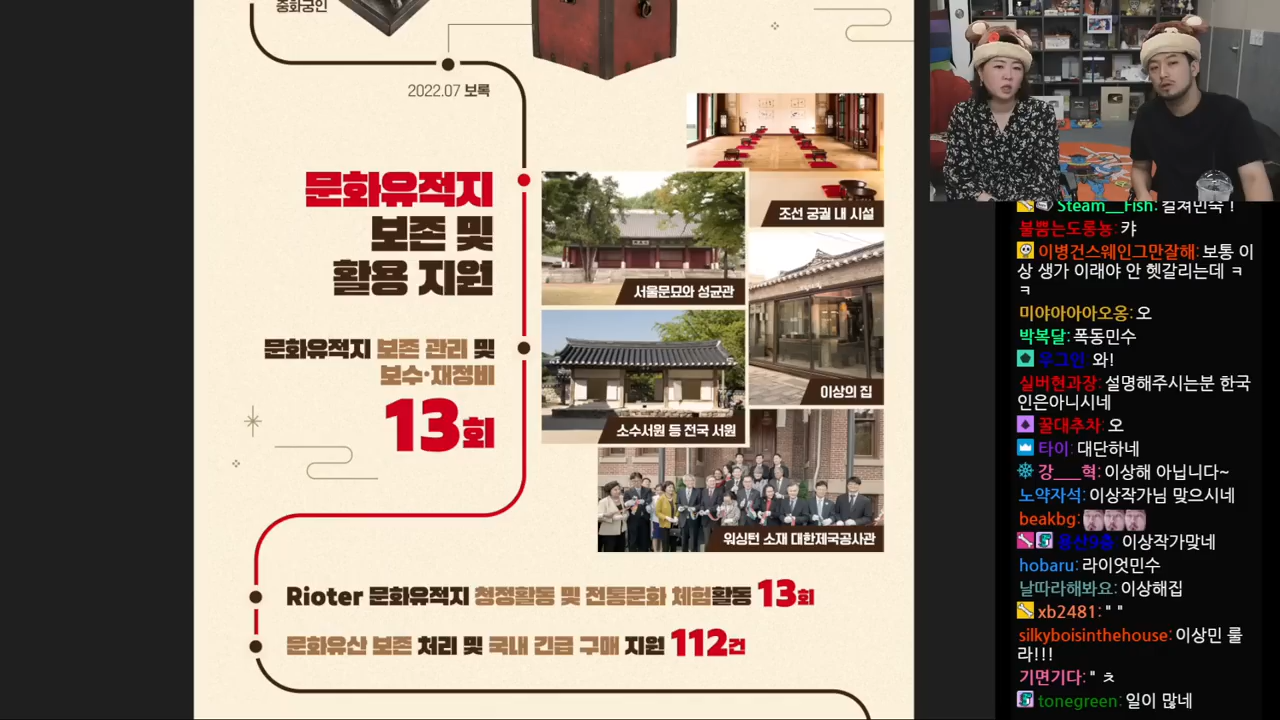 중화궁인
2022.07 보록
문화유적지
보존 및
활용 지원
문화유적지 보존 관리 및
보수·재정비
13회
조선 궁궐 내 시설
서울문묘와 성균관
이상의 집
소수서원 등 전국 서원
워싱턴 소재 대한제국공사관
Rioter 문화유적지 청정활동 및 전통문화 체험활동 13회
문화유산 보존 처리 및 국내 긴급 구매 지원 112건
Steam__Fish: 킬져민숙 !
불뿜는도롱뇽: 캬
이병건스웨인그만잘해: 보통 이
상 생가 이래야 안 헷갈리는데 ㅋ
ㅋ
미야아아아오옹: 오
박복달: 폭동민수
우그인: 와!
실버현과장: 설명해주시는분 한국
인은아니시네
꿀대추차: 오
타이: 대단하네
강___혁: 이상해 아닙니다~
노약자석: 이상작가님 맞으시네
beakbg:
용산9층: 이상작가맞네
hobaru: 라이엇민수
날따라해봐요: 이상해집
xb2481: " "
silkyboisinthehouse: 이상민 룰
라!!!
기면기다: " ㅊ
tonegreen: 일이 많네